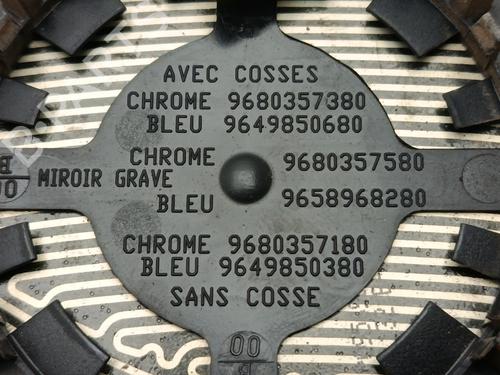 AVEC COSSES
CHROME 9680357380
BLEU 9649850680
CHROME 9680357580
MIROIR GRAVE
BLEU 9658968280
CHROME 9680357180
BLEU 9649850380
SANS COSSE
00
00